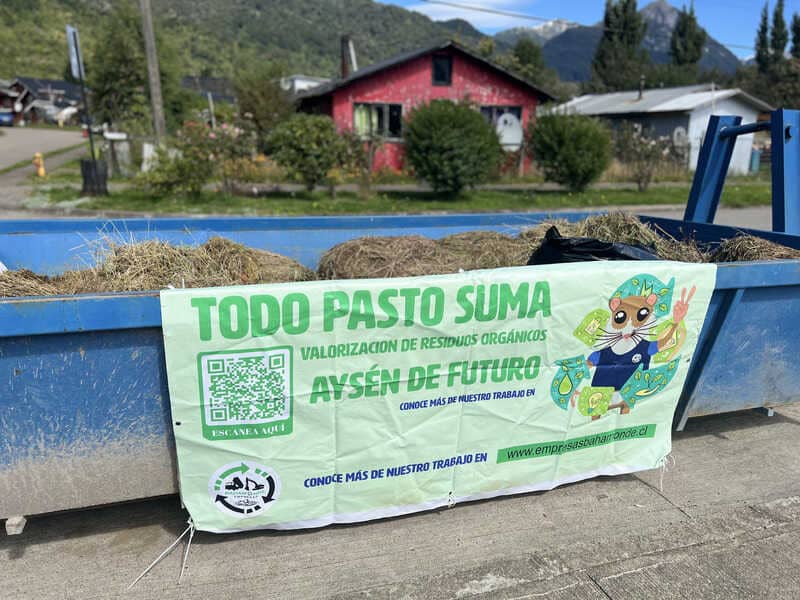 TODO PASTO SUMA
VALORIZACION DE RESIDUOS ORGÁNICOS
AYSÉN DE FUTURO
CONOCE MÁS DE NUESTRO TRABAJO EN
ESCANEA AQUÍ
CONOCE MÁS DE NUESTRO TRABAJO EN
www.empresasbahamonde.cl